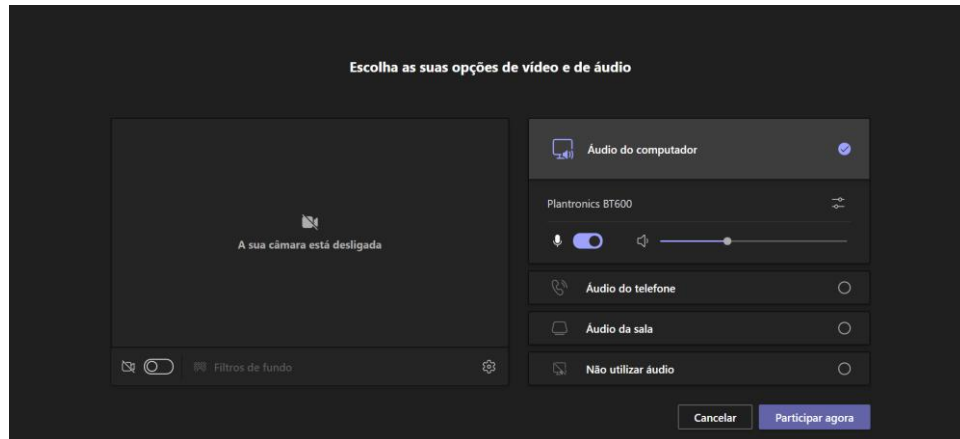 Escolha as suas opções de vídeo e de áudio
A sua câmara está desligada
Filtros de fundo
Áudio do computador
Plantronics BT600
Áudio do telefone
Áudio da sala
Não utilizar áudio
Cancelar
Participar agora